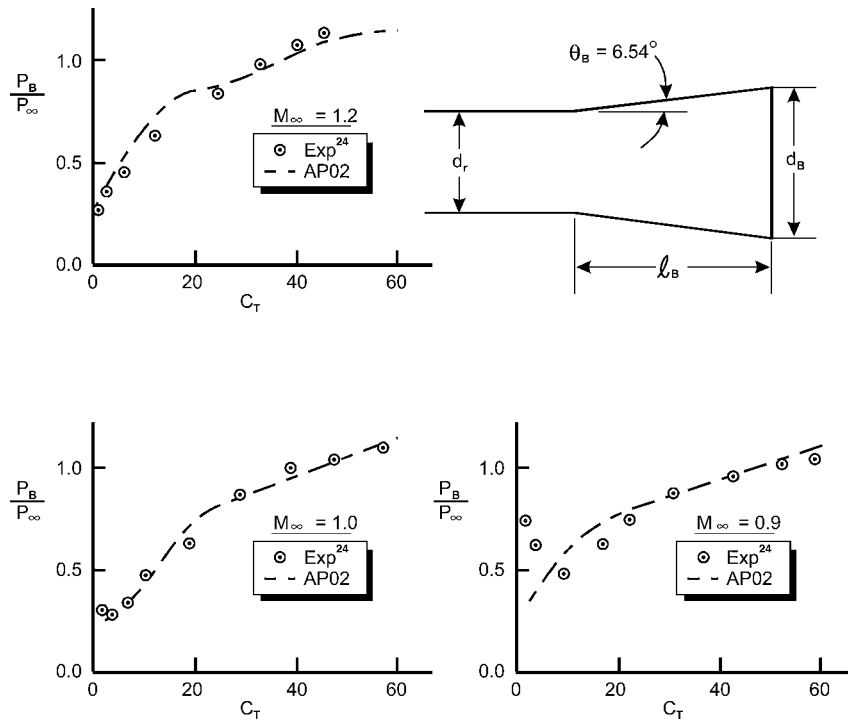 1.0
P_B
P_∞
0.5
0.0
M_∞ = 1.2
Exp^24
AP02
0 20 40 60
C_T
θ_B = 6.54°
d_r
d_B
ℓ_B
1.0
P_B
P_∞
0.5
0.0
M_∞ = 1.0
Exp^24
AP02
0 20 40 60
C_T
1.0
P_B
P_∞
0.5
0.0
M_∞ = 0.9
Exp^24
AP02
0 20 40 60
C_T